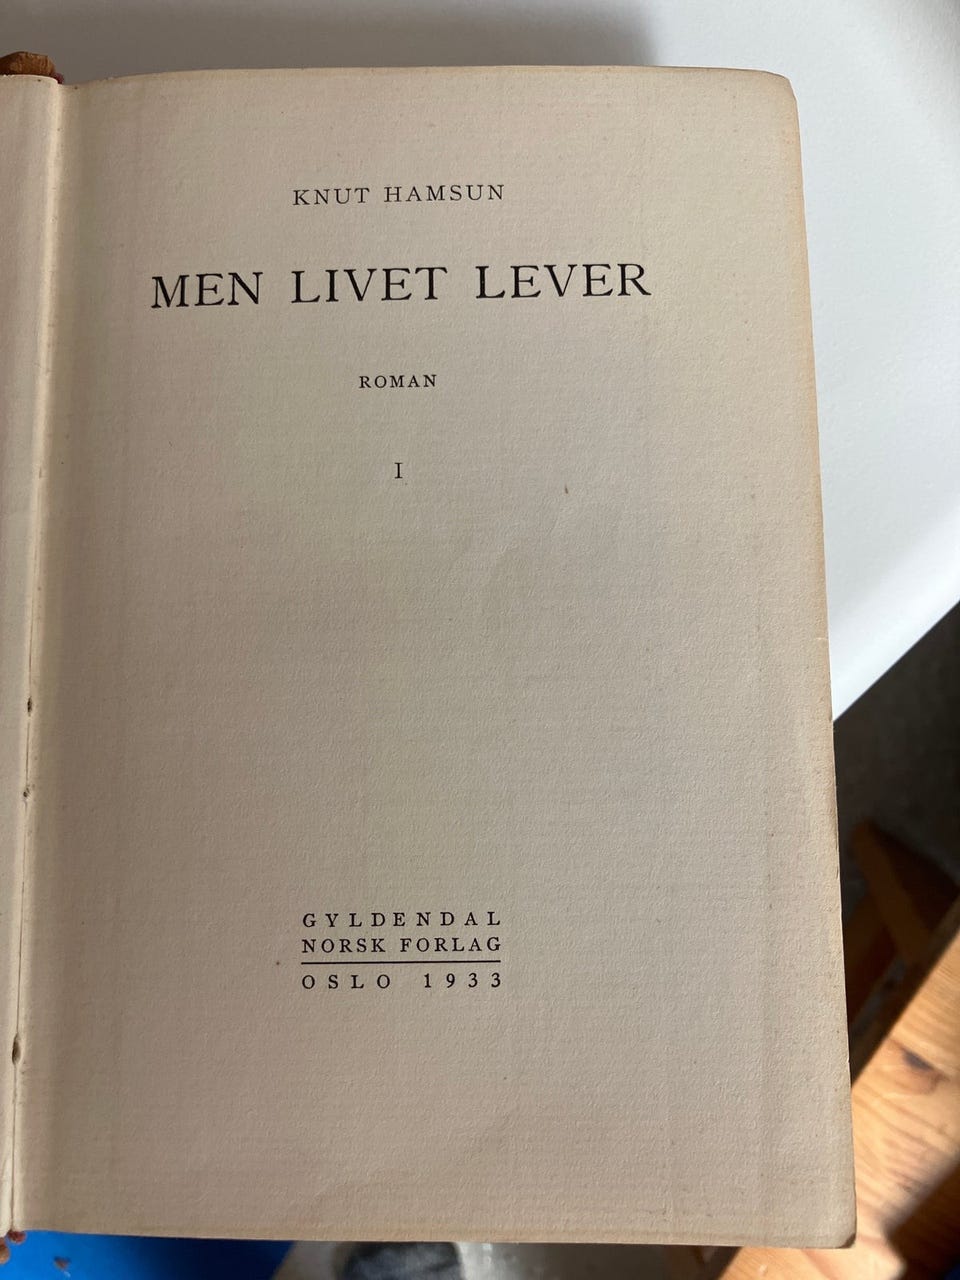 KNUT HAMSUN
MEN LIVET LEVER
ROMAN
I
GYLDENDAL
NORSK FORLAG
OSLO 1933